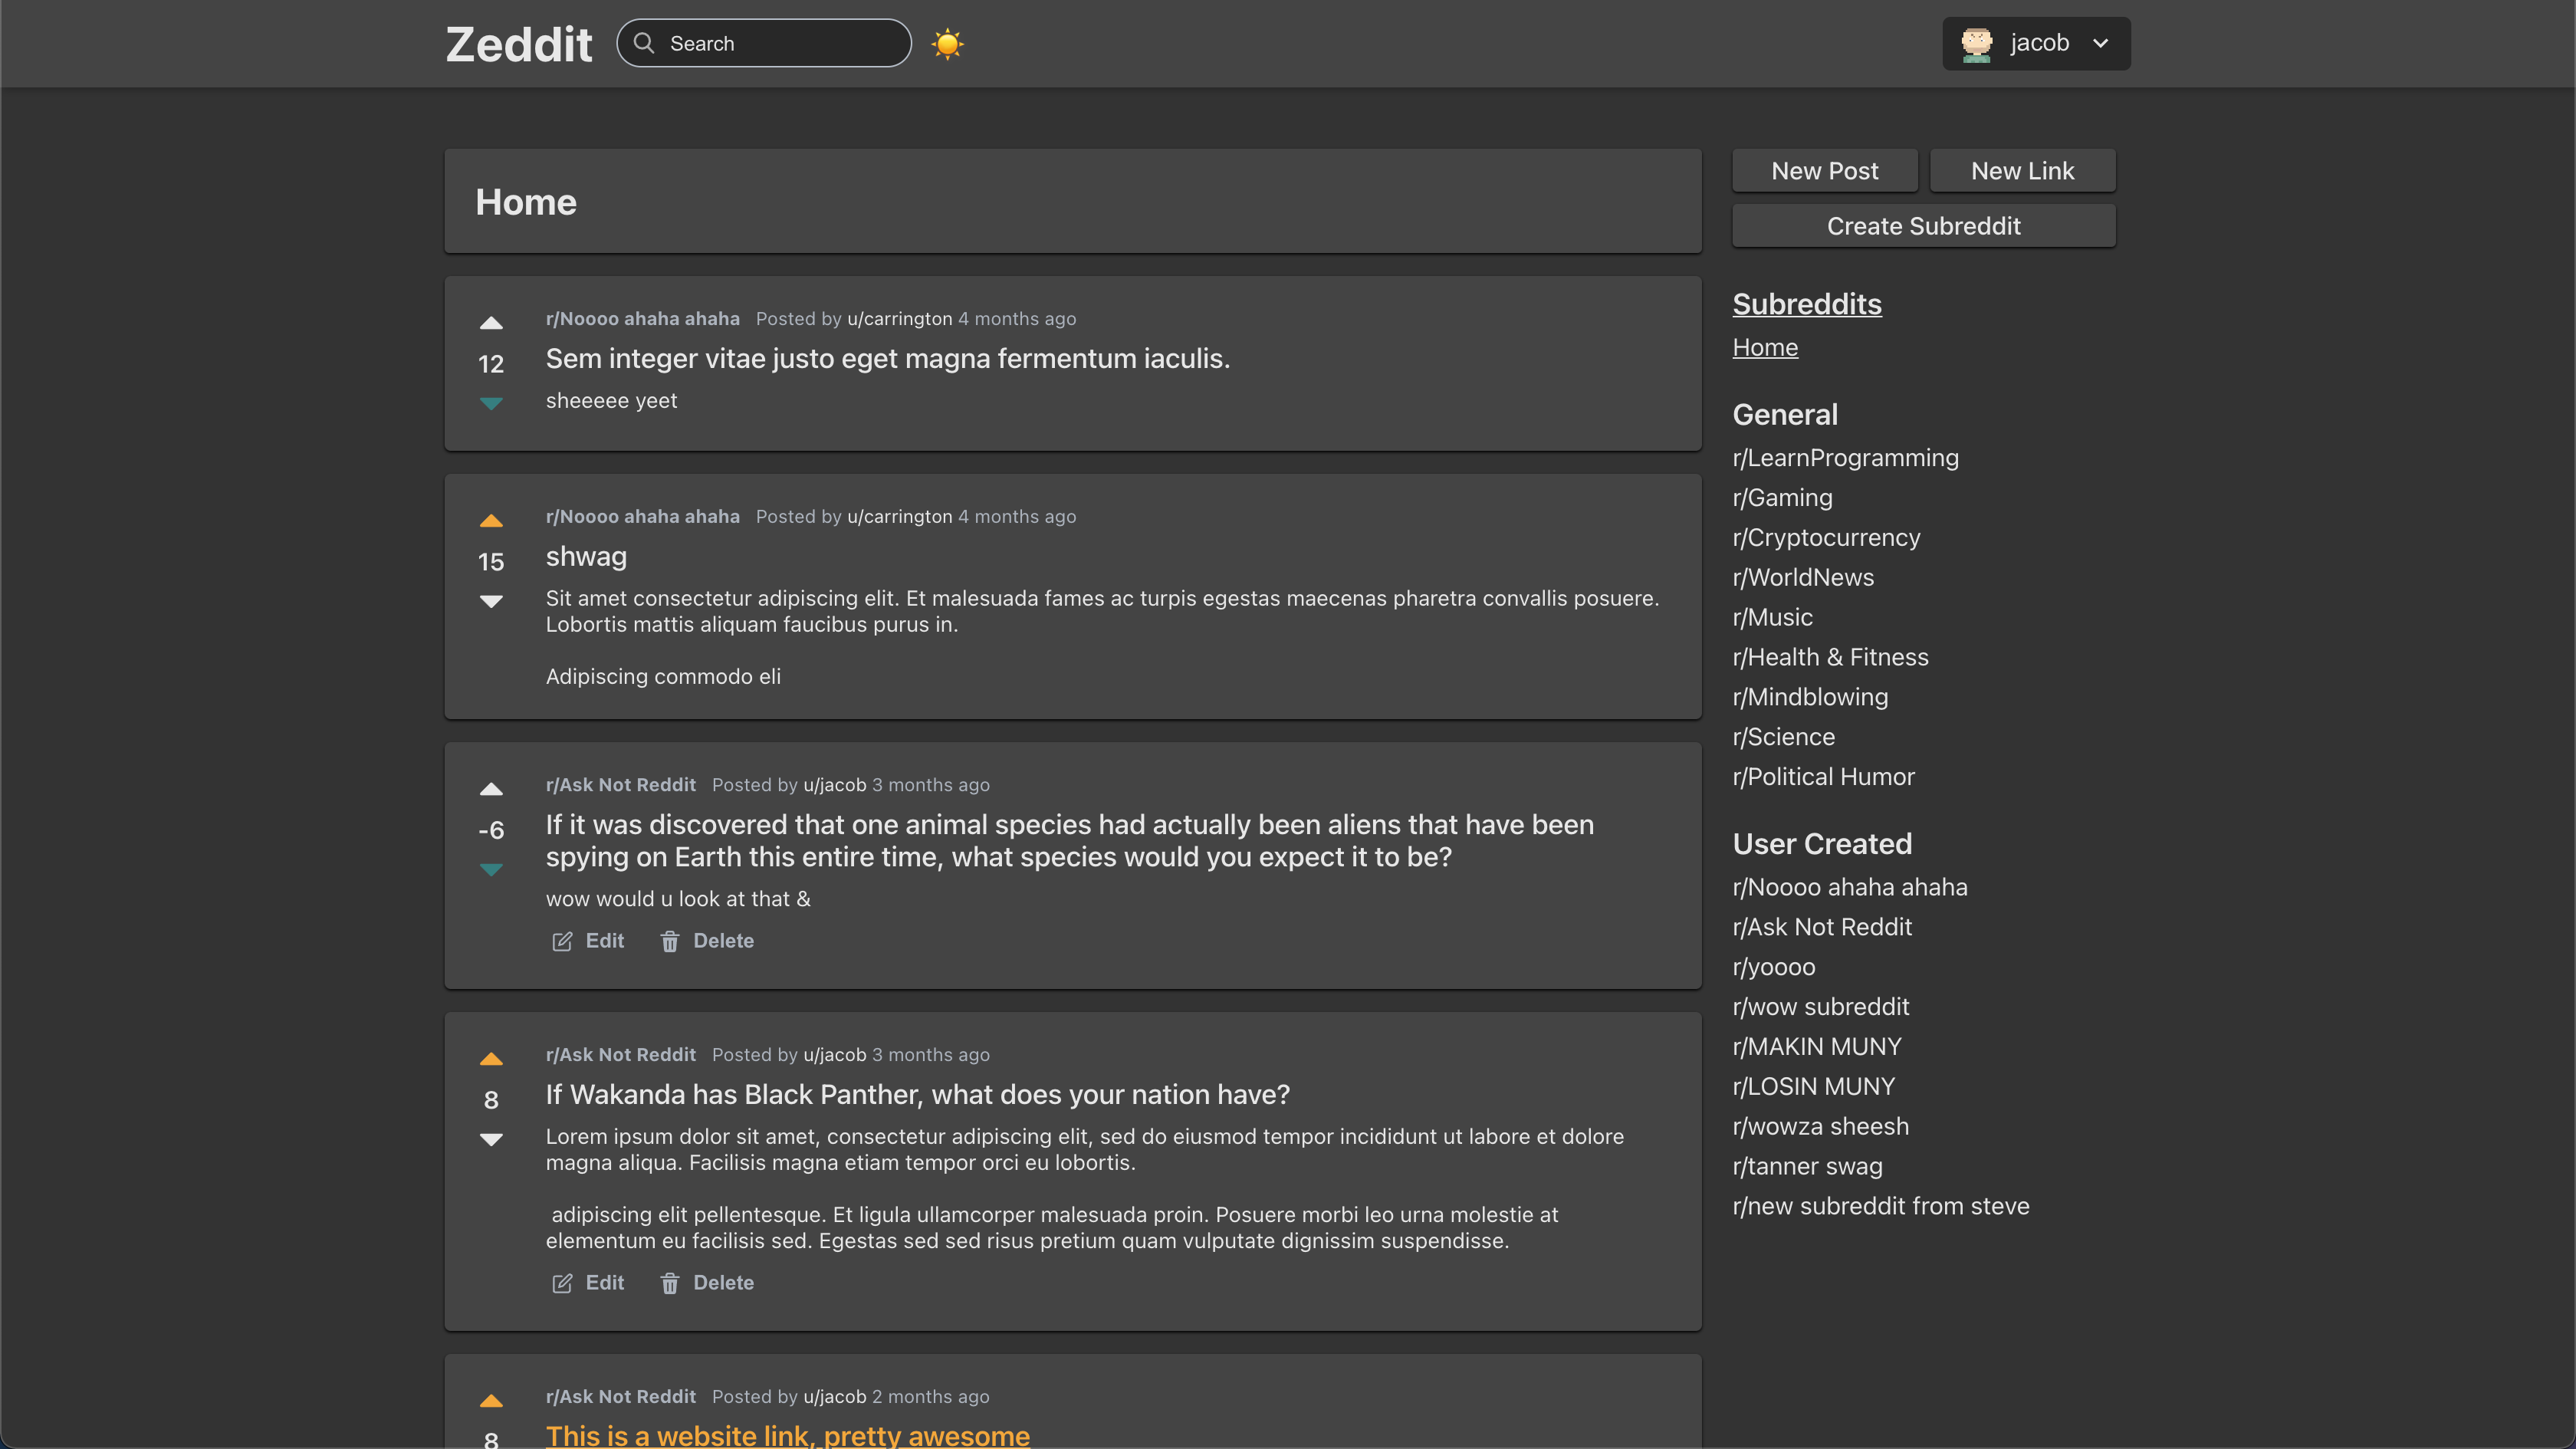 Zeddit
Search
jacob
Home
r/Noooo ahaha ahaha Posted by u/carrington 4 months ago
12
Sem integer vitae justo eget magna fermentum iaculis.
sheeeee yeet
r/Noooo ahaha ahaha Posted by u/carrington 4 months ago
15
shwag
Sit amet consectetur adipiscing elit. Et malesuada fames ac turpis egestas maecenas pharetra convallis posuere.
Lobortis mattis aliquam faucibus purus in.
Adipiscing commodo eli
r/Ask Not Reddit Posted by u/jacob 3 months ago
-6
If it was discovered that one animal species had actually been aliens that have been
spying on Earth this entire time, what species would you expect it to be?
wow would u look at that &
Edit Delete
r/Ask Not Reddit Posted by u/jacob 3 months ago
8
If Wakanda has Black Panther, what does your nation have?
Lorem ipsum dolor sit amet, consectetur adipiscing elit, sed do eiusmod tempor incididunt ut labore et dolore
magna aliqua. Facilisis magna etiam tempor orci eu lobortis.
adipiscing elit pellentesque. Et ligula ullamcorper malesuada proin. Posuere morbi leo urna molestie at
elementum eu facilisis sed. Egestas sed sed risus pretium quam vulputate dignissim suspendisse.
Edit Delete
r/Ask Not Reddit Posted by u/jacob 2 months ago
8
This is a website link, pretty awesome
New Post New Link
Create Subreddit
Subreddits
Home
General
r/LearnProgramming
r/Gaming
r/Cryptocurrency
r/WorldNews
r/Music
r/Health & Fitness
r/Mindblowing
r/Science
r/Political Humor
User Created
r/Noooo ahaha ahaha
r/Ask Not Reddit
r/yoooo
r/wow subreddit
r/MAKIN MUNY
r/LOSIN MUNY
r/wowza sheesh
r/tanner swag
r/new subreddit from steve